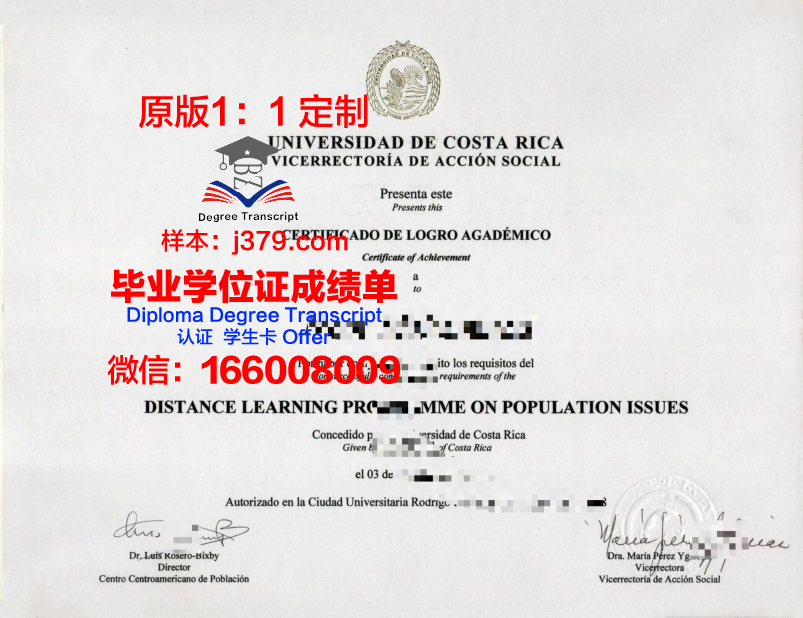 原版1：1 定制
UNIVERSIDAD DE COSTA RICA
VICERRECTORÍA DE ACCIÓN SOCIAL
Presenta este
Presents this
Degree Transcript
CERTIFICADO DE LOGRO AGADÉMICO
样本：j379.com
Certificate of Achievement
a
to
毕业学位证成绩单
Diploma Degree Transcript
认证 学生卡 Offer
los requisitos del
微信：166008009
requirements of the
DISTANCE LEARNING ON POPULATION ISSUES
Concedido de Costa Rica
Given of Costa Rica
el 03 de
Autorizado en la Ciudad Universitaria
Dr. Luis Rosero-Bixby
Director
Centro Centroamericano de Población
Dra. María Pérez
Vicerrectora
Vicerrectoría de Acción Social